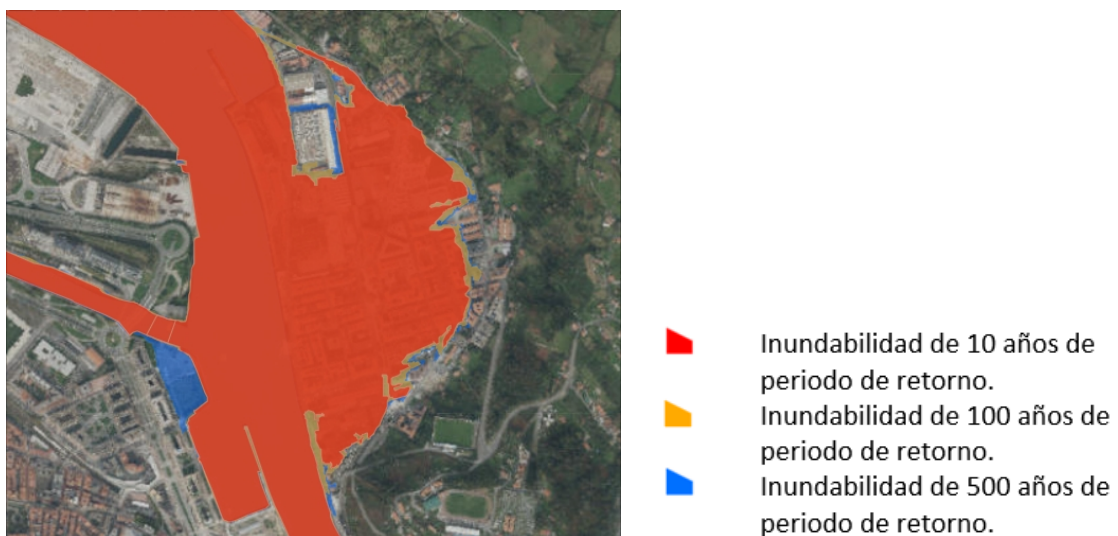 Inundabilidad de 10 años de
periodo de retorno.
Inundabilidad de 100 años de
periodo de retorno.
Inundabilidad de 500 años de
periodo de retorno.